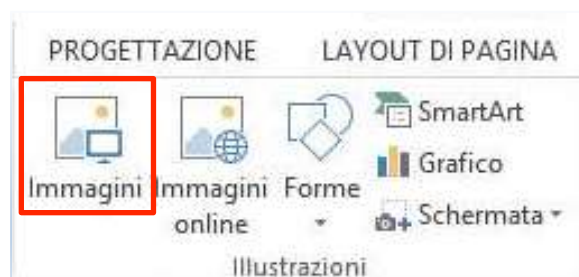 PROGETTAZIONE LAYOUT DI PAGINA
Immagini
Immagini online
Forme
SmartArt
Grafico
Schermata
Illustrazioni